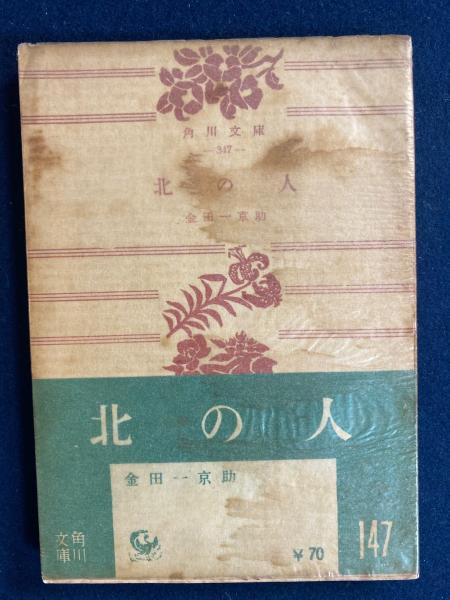 角川文庫
—347—
北の人
金田一京助
北の人
金田一京助
角川文庫
¥70
147